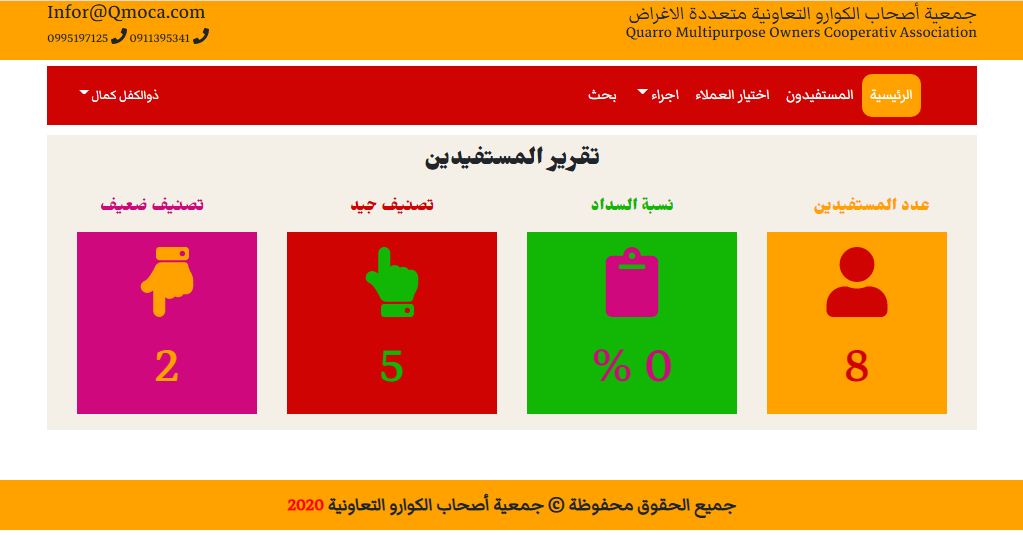 جمعية أصحاب الكوارو التعاونية متعددة الاغراض
Quarro Multipurpose Owners Cooperativ Association
Infor@Qmoca.com
0995197125 0911395341
الرئيسية المستفيدون اختيار العملاء اجراء بحث ذوالكفل كمال
تقرير المستفيدين
عدد المستفيدين نسبة السداد تصنيف جيد تصنيف ضعيف
8 0 % 5 2
جميع الحقوق محفوظة © جمعية أصحاب الكوارو التعاونية 2020